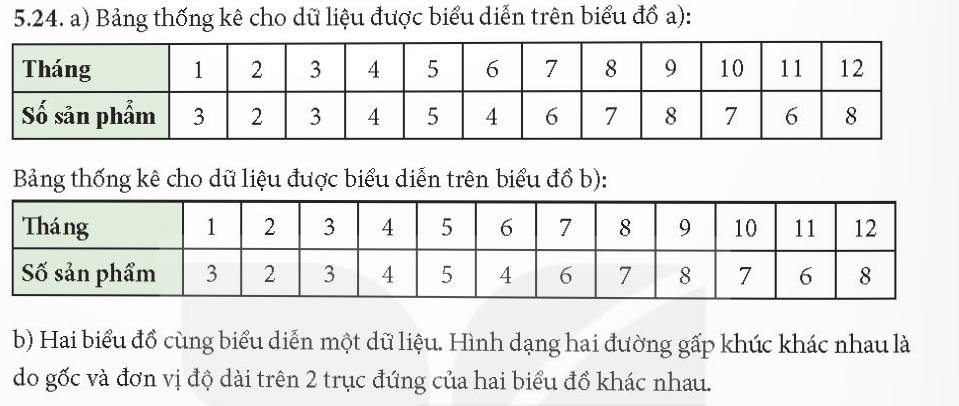 5.24. a) Bảng thống kê cho dữ liệu được biểu diễn trên biểu đồ a):
Tháng 1 2 3 4 5 6 7 8 9 10 11 12
Số sản phẩm 3 2 3 4 5 4 6 7 8 7 6 8
Bảng thống kê cho dữ liệu được biểu diễn trên biểu đồ b):
Tháng 1 2 3 4 5 6 7 8 9 10 11 12
Số sản phẩm 3 2 3 4 5 4 6 7 8 7 6 8
b) Hai biểu đồ cùng biểu diễn một dữ liệu. Hình dạng hai đường gấp khúc khác nhau là
do gốc và đơn vị độ dài trên 2 trục đứng của hai biểu đồ khác nhau.